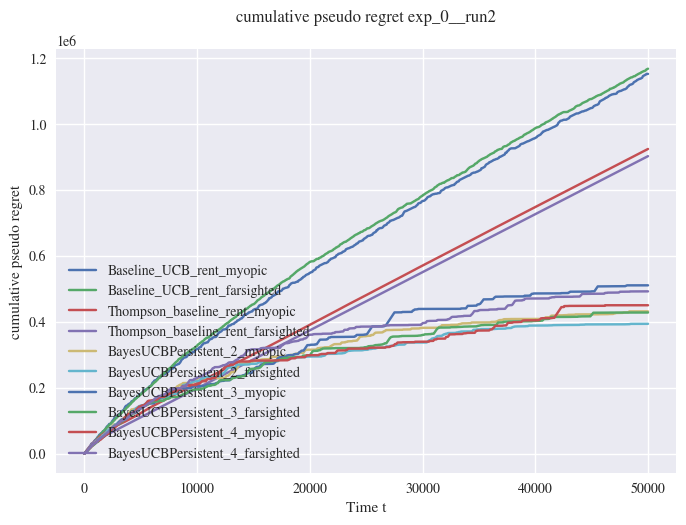 cumulative pseudo regret exp_0__run2
1e6
1.2
1.0
0.8
0.6
0.4
0.2
0.0
cumulative pseudo regret
Baseline_UCB_rent_myopic
Baseline_UCB_rent_farsighted
Thompson_baseline_rent_myopic
Thompson_baseline_rent_farsighted
BayesUCBPersistent_2_myopic
BayesUCBPersistent_2_farsighted
BayesUCBPersistent_3_myopic
BayesUCBPersistent_3_farsighted
BayesUCBPersistent_4_myopic
BayesUCBPersistent_4_farsighted
0 10000 20000 30000 40000 50000
Time t